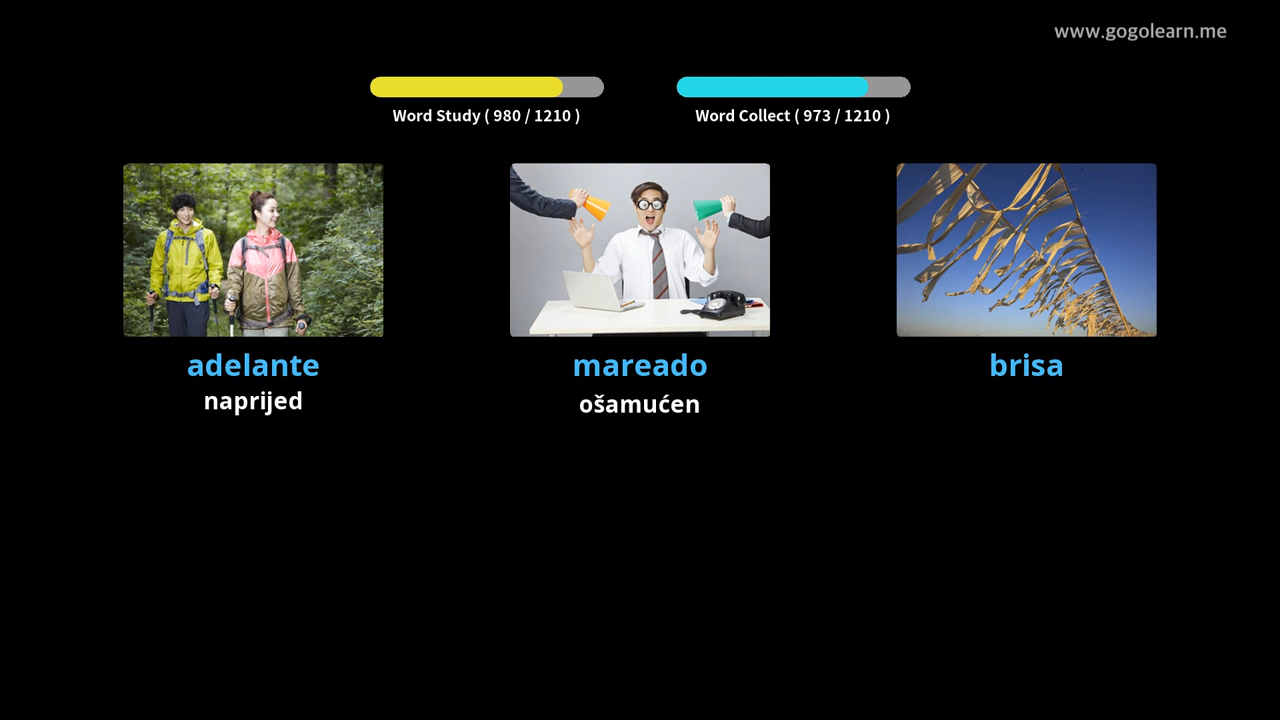 www.gogolearn.me
Word Study ( 980 / 1210 )
Word Collect ( 973 / 1210 )
adelante
naprijed
mareado
ošamućen
brisa